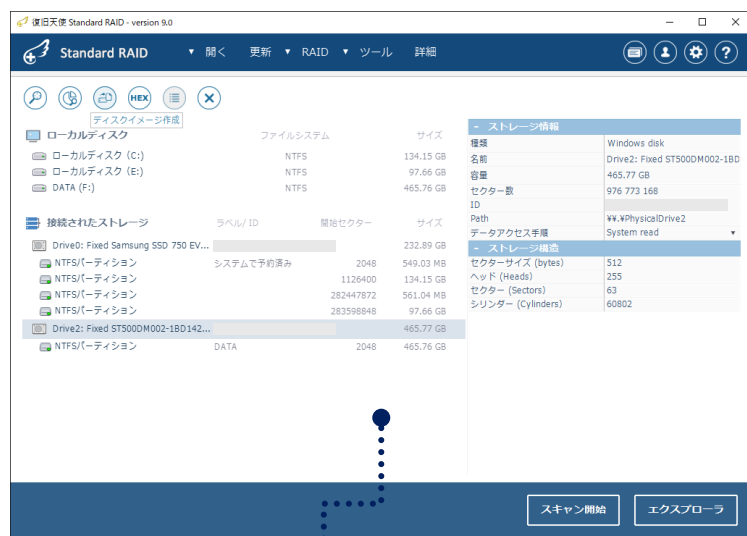 復旧天使 Standard RAID - version 9.0
Standard RAID ▼ 開く 更新 ▼ RAID ▼ ツール 詳細
HEX
ディスクイメージ作成
ローカルディスク ファイルシステム サイズ
ローカルディスク (C:) NTFS 134.15 GB
ローカルディスク (E:) NTFS 97.66 GB
DATA (F:) NTFS 465.76 GB
接続されたストレージ ラベル/ ID 開始セクター サイズ
Drive0: Fixed Samsung SSD 750 EV... 232.89 GB
NTFSパーティション システムで予約済み 2048 549.03 MB
NTFSパーティション 1126400 134.15 GB
NTFSパーティション 282447872 561.04 MB
NTFSパーティション 283598848 97.66 GB
Drive2: Fixed ST500DM002-1BD142... 465.77 GB
NTFSパーティション DATA 2048 465.76 GB
- ストレージ情報
種類 Windows disk
名前 Drive2: Fixed ST500DM002-1BD
容量 465.77 GB
セクター数 976 773 168
ID
Path ¥¥.¥PhysicalDrive2
データアクセス手順 System read ▼
- ストレージ構造
セクターサイズ (bytes) 512
ヘッド (Heads) 255
セクター (Sectors) 63
シリンダー (Cylinders) 60802
スキャン開始 エクスプローラ